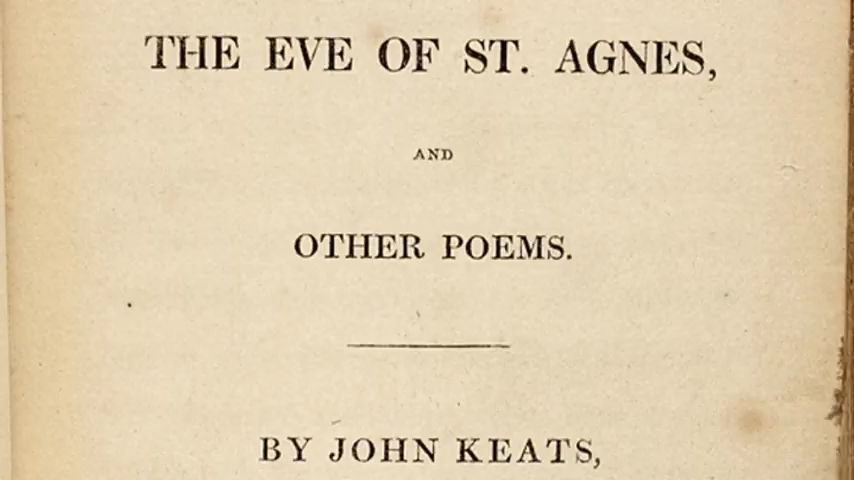 THE EVE OF ST. AGNES,
AND
OTHER POEMS.
BY JOHN KEATS,